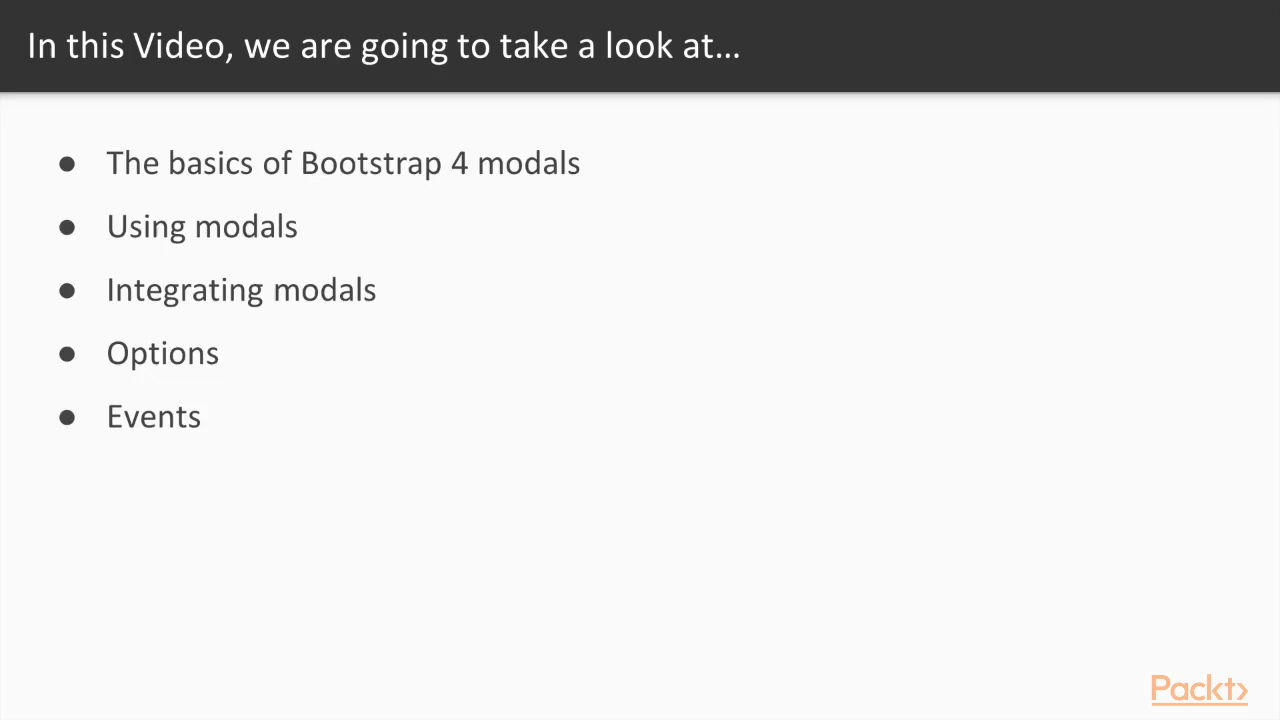 In this Video, we are going to take a look at...
● The basics of Bootstrap 4 modals
● Using modals
● Integrating modals
● Options
● Events
Packt>